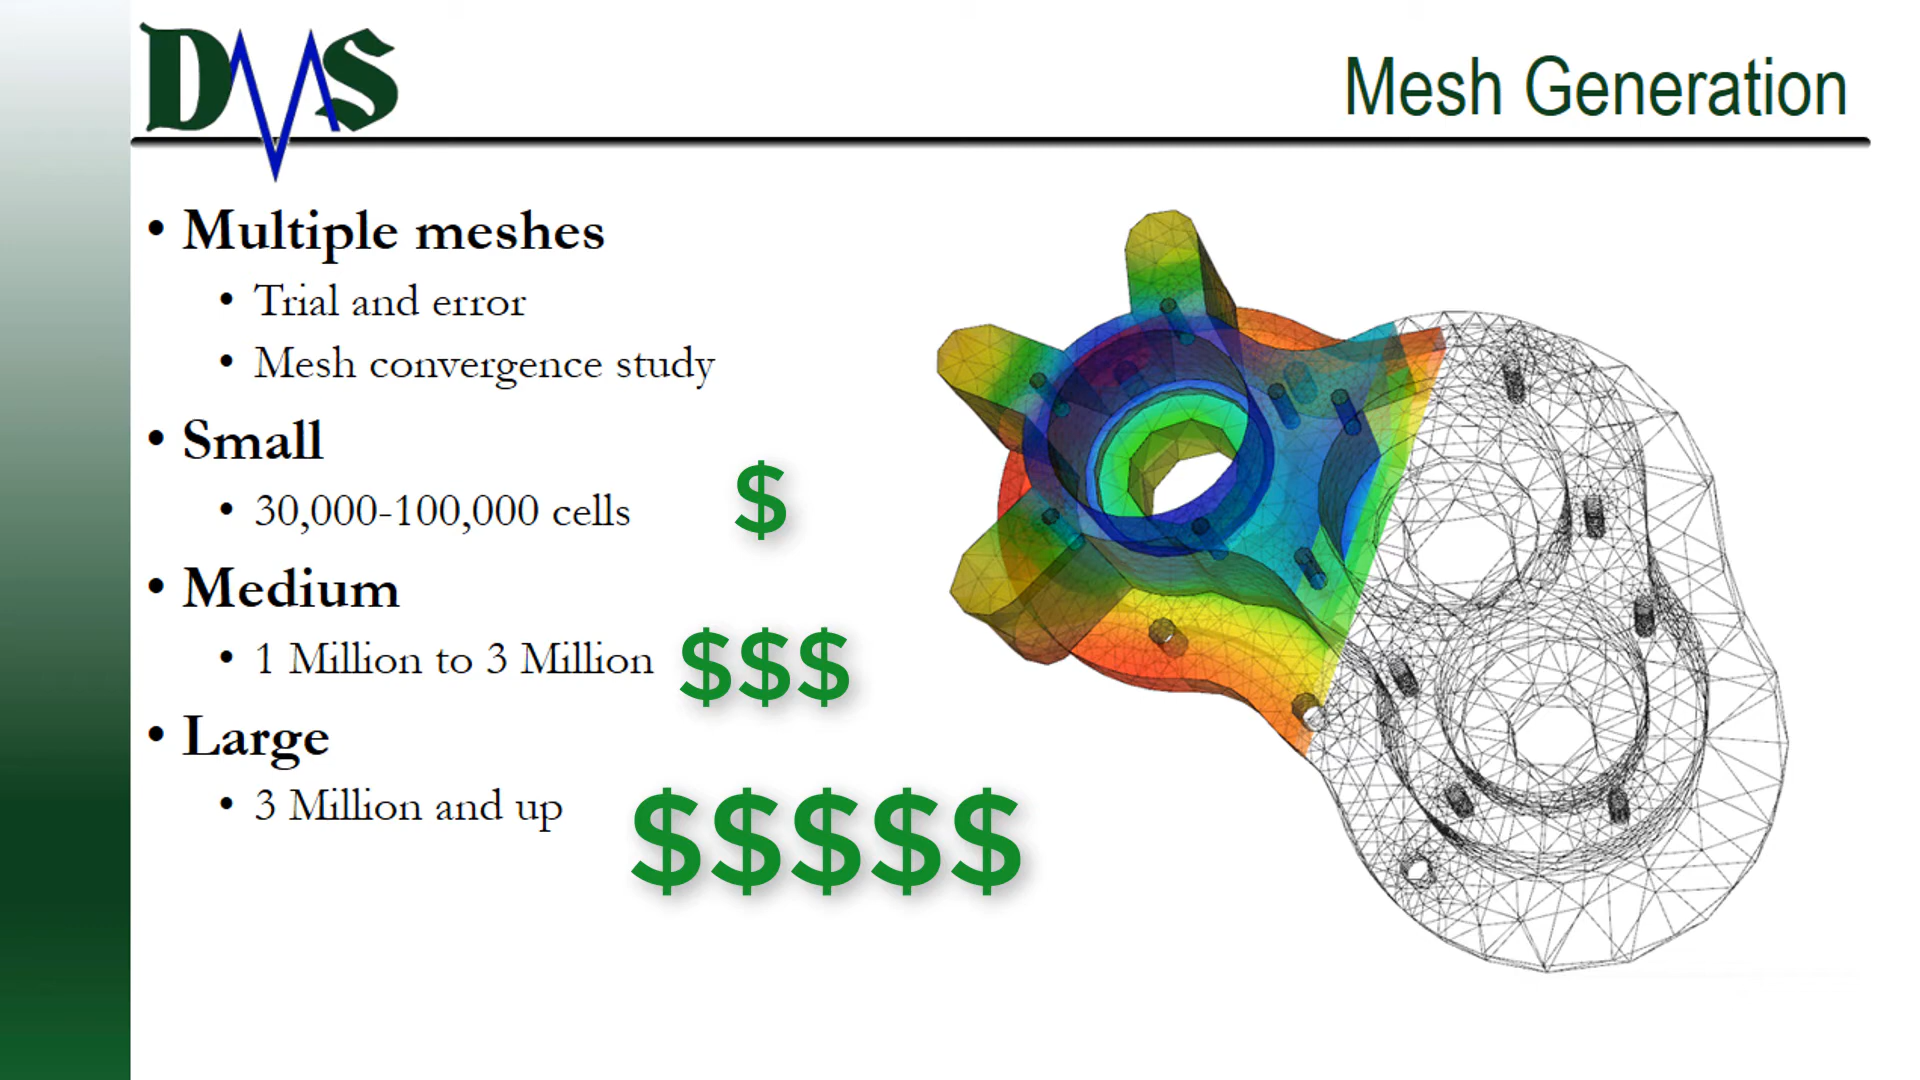 DMS
Mesh Generation
• Multiple meshes
• Trial and error
• Mesh convergence study
• Small
• 30,000-100,000 cells
$
• Medium
• 1 Million to 3 Million
$$$
• Large
• 3 Million and up
$$$$$